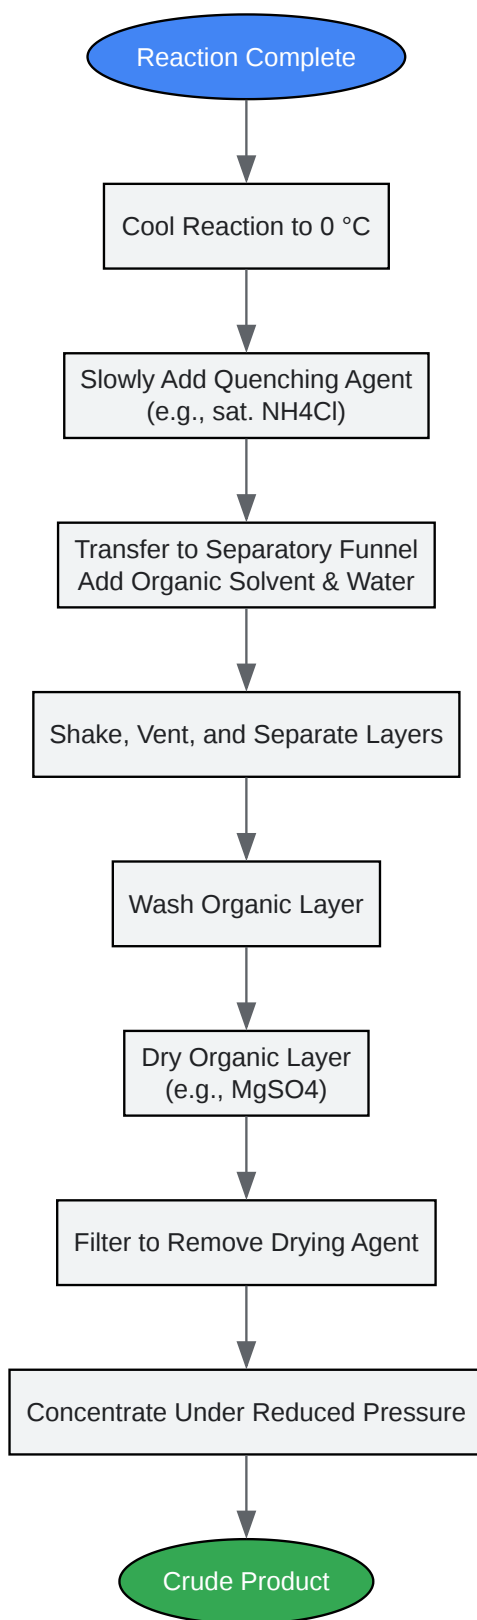 Reaction Complete
Cool Reaction to 0 °C
Slowly Add Quenching Agent
(e.g., sat. NH4Cl)
Transfer to Separatory Funnel
Add Organic Solvent & Water
Shake, Vent, and Separate Layers
Wash Organic Layer
Dry Organic Layer
(e.g., MgSO4)
Filter to Remove Drying Agent
Concentrate Under Reduced Pressure
Crude Product